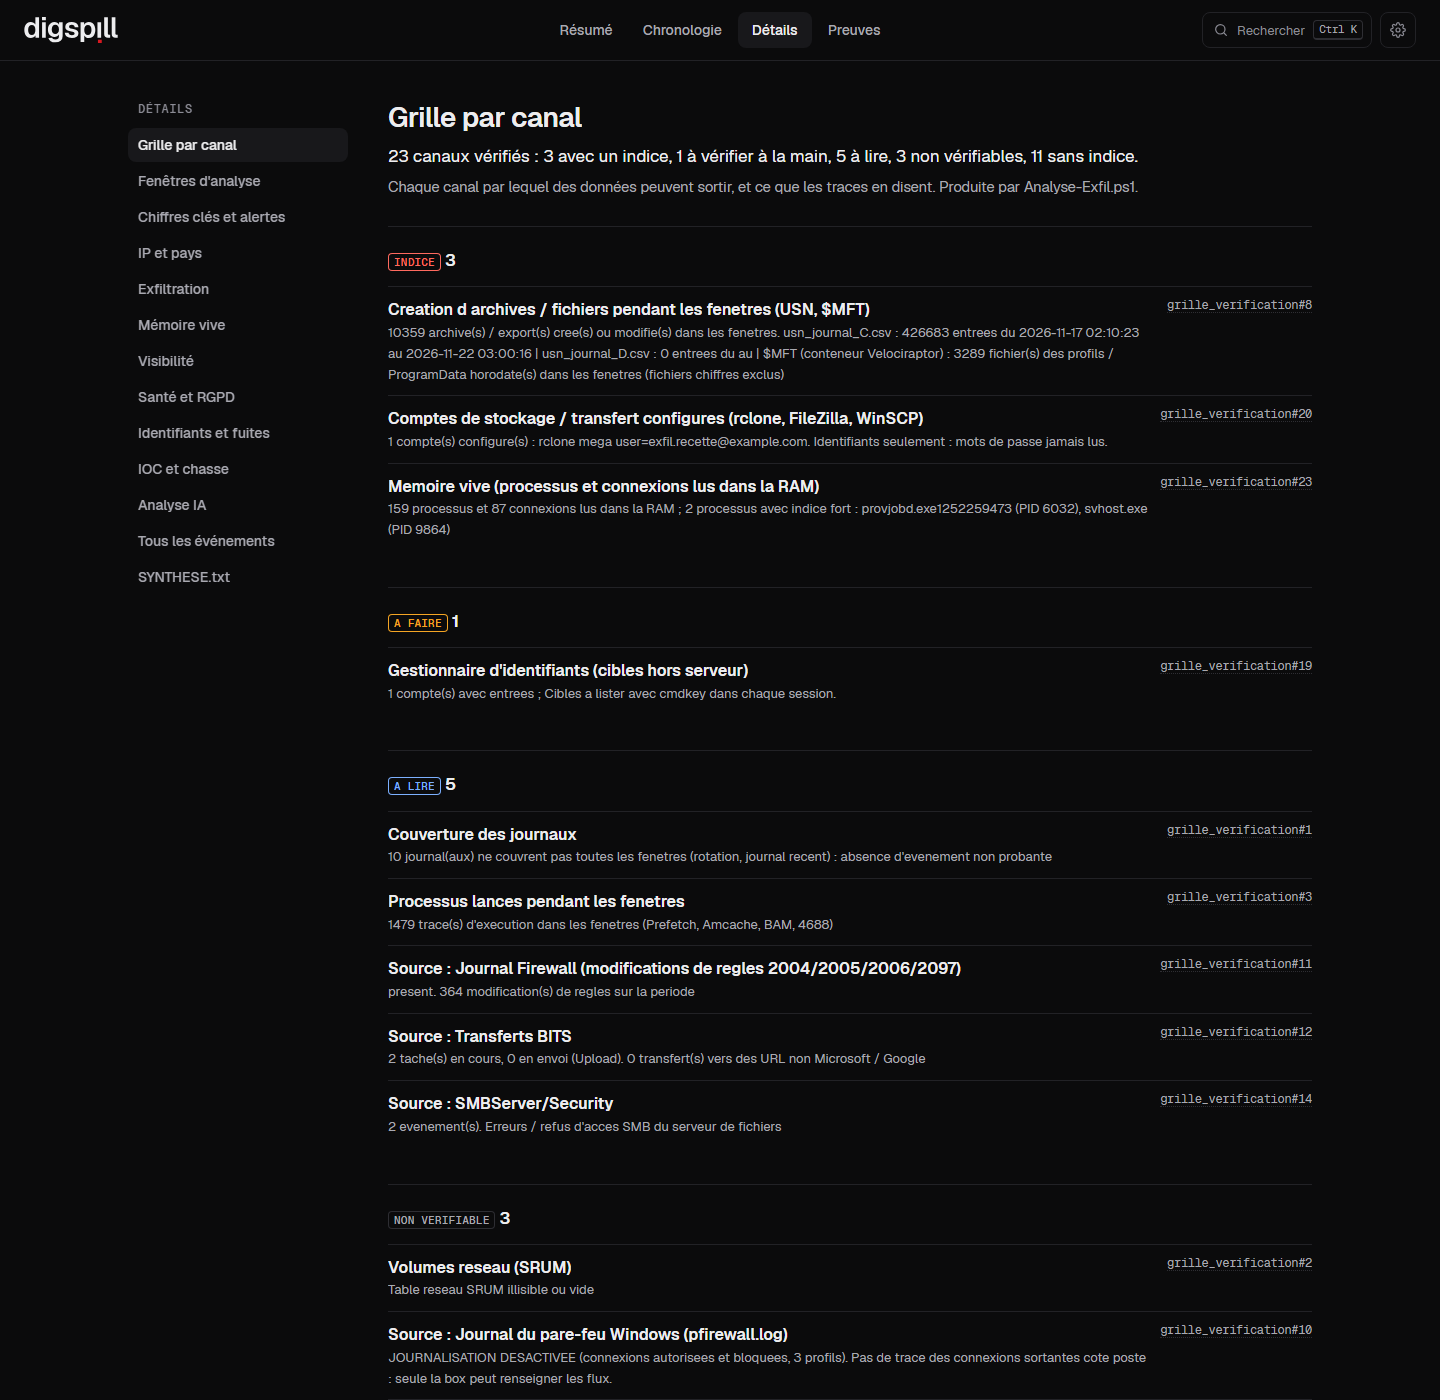 digspill
Résumé
Chronologie
Détails
Preuves
Rechercher
Ctrl K
DÉTAILS
Grille par canal
Fenêtres d'analyse
Chiffres clés et alertes
IP et pays
Exfiltration
Mémoire vive
Visibilité
Santé et RGPD
Identifiants et fuites
IOC et chasse
Analyse IA
Tous les événements
SYNTHESE.txt
Grille par canal
23 canaux vérifiés : 3 avec un indice, 1 à vérifier à la main, 5 à lire, 3 non vérifiables, 11 sans indice.
Chaque canal par lequel des données peuvent sortir, et ce que les traces en disent. Produite par Analyse-Exfil.ps1.
INDICE 3
Creation d archives / fichiers pendant les fenetres (USN, $MFT)
grille_verification#8
10359 archive(s) / export(s) cree(s) ou modifie(s) dans les fenetres. usn_journal_C.csv : 426683 entrees du 2026-11-17 02:10:23
au 2026-11-22 03:00:16 | usn_journal_D.csv : 0 entrees du au | $MFT (conteneur Velociraptor) : 3289 fichier(s) des profils /
ProgramData horodate(s) dans les fenetres (fichiers chiffres exclus)
Comptes de stockage / transfert configures (rclone, FileZilla, WinSCP)
grille_verification#20
1 compte(s) configure(s) : rclone mega user=exfil.recette@example.com. Identifiants seulement : mots de passe jamais lus.
Memoire vive (processus et connexions lus dans la RAM)
grille_verification#23
159 processus et 87 connexions lus dans la RAM ; 2 processus avec indice fort : provjobd.exe1252259473 (PID 6032), svhost.exe
(PID 9864)
A FAIRE 1
Gestionnaire d'identifiants (cibles hors serveur)
grille_verification#19
1 compte(s) avec entrees ; Cibles a lister avec cmdkey dans chaque session.
A LIRE 5
Couverture des journaux
grille_verification#1
10 journal(aux) ne couvrent pas toutes les fenetres (rotation, journal recent) : absence d'evenement non probante
Processus lances pendant les fenetres
grille_verification#3
1479 trace(s) d'execution dans les fenetres (Prefetch, Amcache, BAM, 4688)
Source : Journal Firewall (modifications de regles 2004/2005/2006/2097)
grille_verification#11
present. 364 modification(s) de regles sur la periode
Source : Transferts BITS
grille_verification#12
2 tache(s) en cours, 0 en envoi (Upload). 0 transfert(s) vers des URL non Microsoft / Google
Source : SMBServer/Security
grille_verification#14
2 evenement(s). Erreurs / refus d'acces SMB du serveur de fichiers
NON VERIFIABLE 3
Volumes reseau (SRUM)
grille_verification#2
Table reseau SRUM illisible ou vide
Source : Journal du pare-feu Windows (pfirewall.log)
grille_verification#10
JOURNALISATION DESACTIVEE (connexions autorisees et bloquees, 3 profils). Pas de trace des connexions sortantes cote poste
: seule la box peut renseigner les flux.